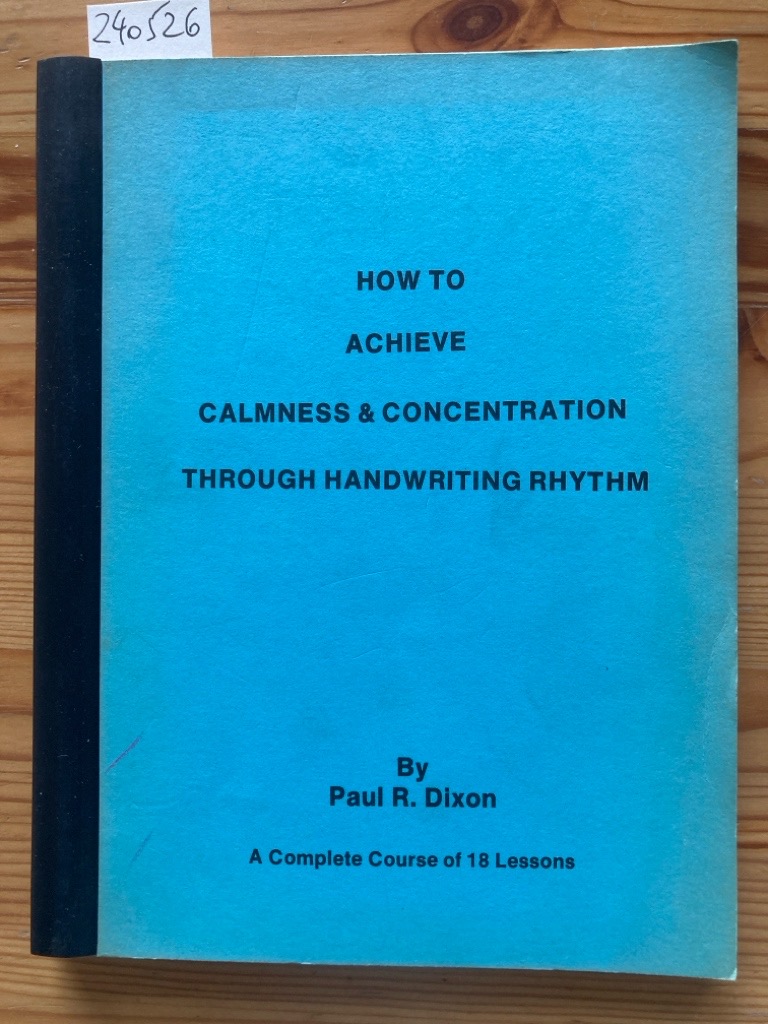 240526
HOW TO
ACHIEVE
CALMNESS & CONCENTRATION
THROUGH HANDWRITING RHYTHM
By
Paul R. Dixon
A Complete Course of 18 Lessons